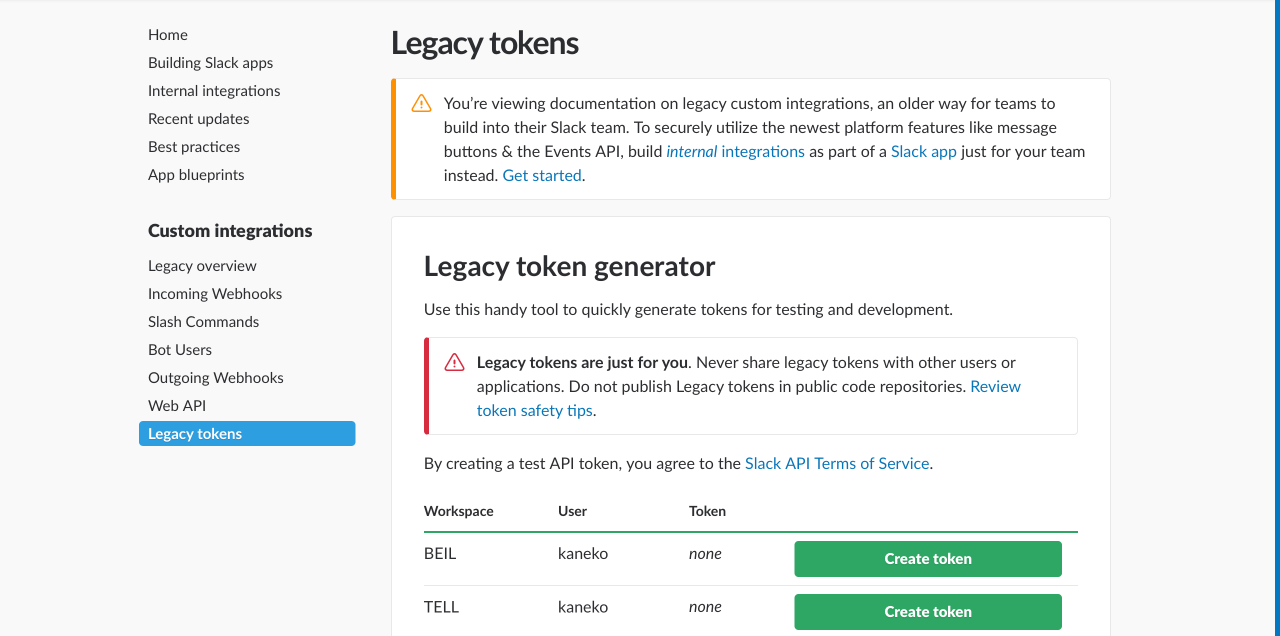 Home
Building Slack apps
Internal integrations
Recent updates
Best practices
App blueprints
Custom integrations
Legacy overview
Incoming Webhooks
Slash Commands
Bot Users
Outgoing Webhooks
Web API
Legacy tokens
Legacy tokens
You’re viewing documentation on legacy custom integrations, an older way for teams to
build into their Slack team. To securely utilize the newest platform features like message
buttons & the Events API, build internal integrations as part of a Slack app just for your team
instead. Get started.
Legacy token generator
Use this handy tool to quickly generate tokens for testing and development.
Legacy tokens are just for you. Never share legacy tokens with other users or
applications. Do not publish Legacy tokens in public code repositories. Review
token safety tips.
By creating a test API token, you agree to the Slack API Terms of Service.
Workspace User Token
BEIL kaneko none Create token
TELL kaneko none Create token